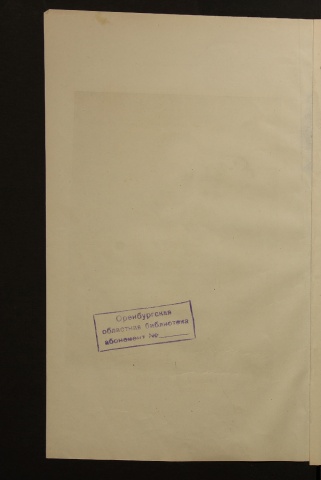 Оренбургская
областная библиотека
абонемент №